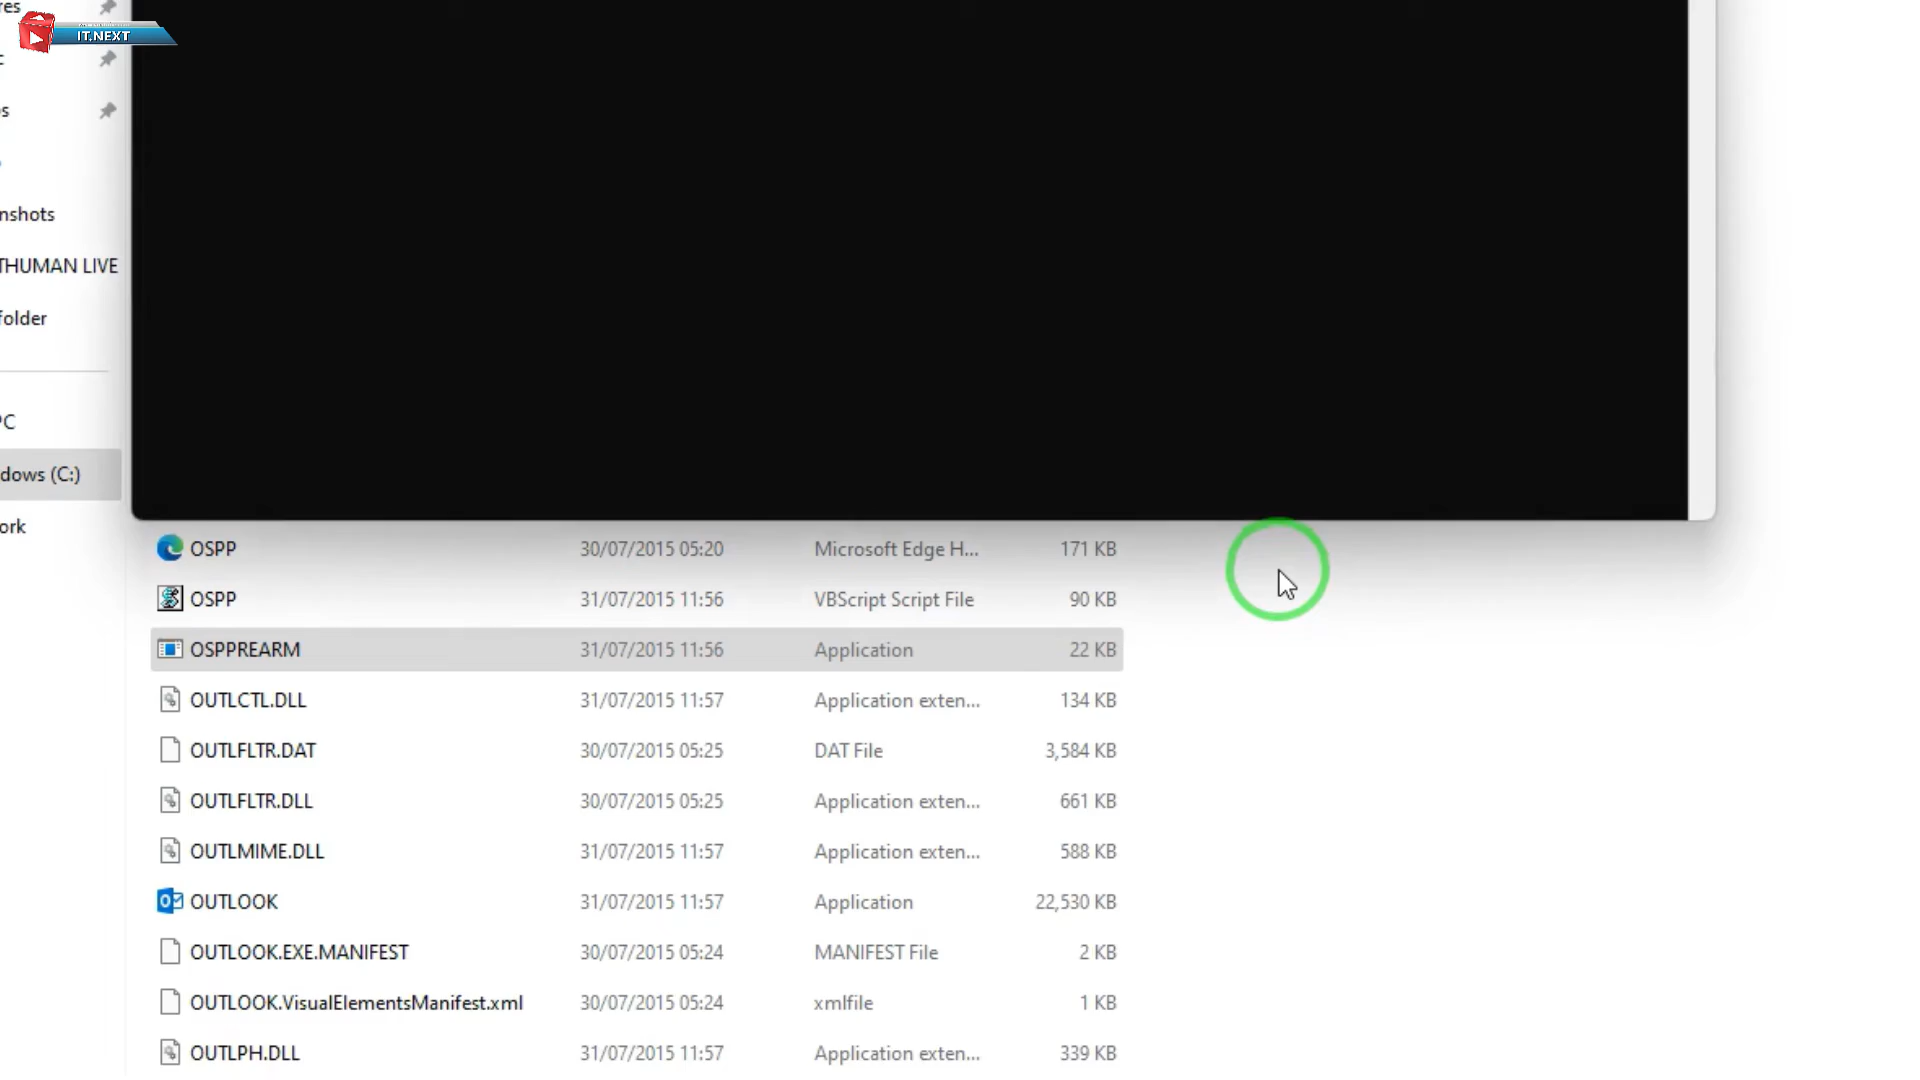 res
IT.NEXT
c
os
nshots
THUMAN LIVE
folder
PC
dows (C:)
ork
OSPP 30/07/2015 05:20 Microsoft Edge H... 171 KB
OSPP 31/07/2015 11:56 VBScript Script File 90 KB
OSPPREARM 31/07/2015 11:56 Application 22 KB
OUTLCTL.DLL 31/07/2015 11:57 Application exten... 134 KB
OUTLFLTR.DAT 30/07/2015 05:25 DAT File 3,584 KB
OUTLFLTR.DLL 30/07/2015 05:25 Application exten... 661 KB
OUTLMIME.DLL 31/07/2015 11:57 Application exten... 588 KB
OUTLOOK 31/07/2015 11:57 Application 22,530 KB
OUTLOOK.EXE.MANIFEST 30/07/2015 05:24 MANIFEST File 2 KB
OUTLOOK.VisualElementsManifest.xml 30/07/2015 05:24 xmlfile 1 KB
OUTLPH.DLL 31/07/2015 11:57 Application exten... 339 KB